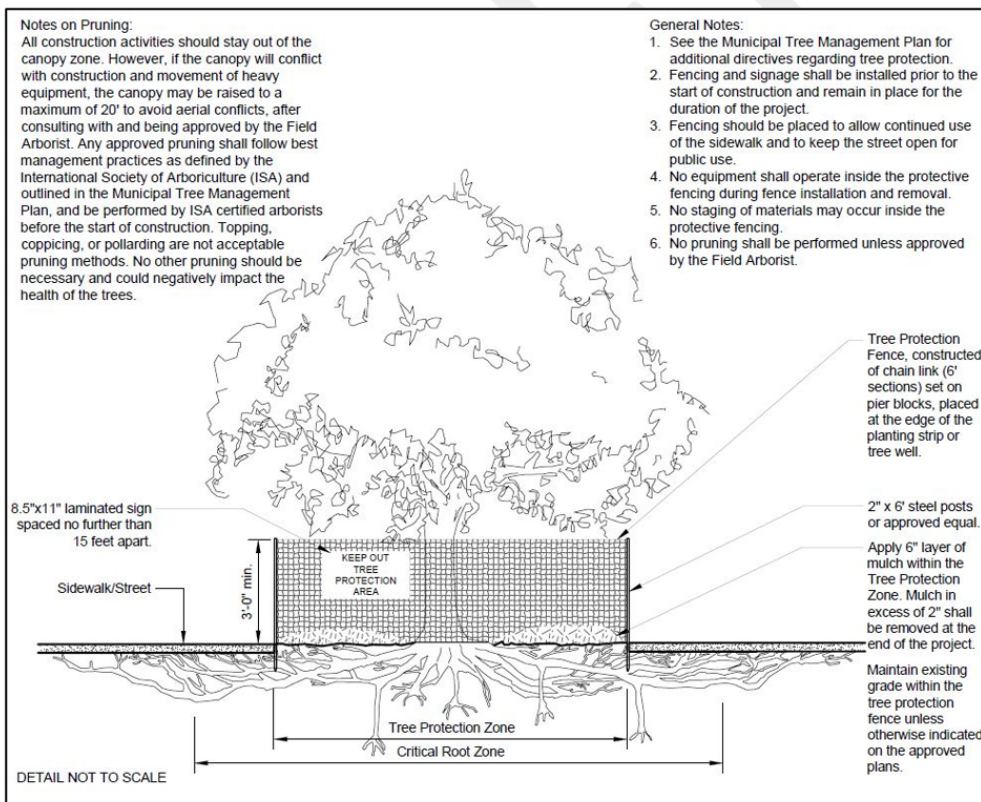 Notes on Pruning:
All construction activities should stay out of the
canopy zone. However, if the canopy will conflict
with construction and movement of heavy
equipment, the canopy may be raised to a
maximum of 20' to avoid aerial conflicts, after
consulting with and being approved by the Field
Arborist. Any approved pruning shall follow best
management practices as defined by the
International Society of Arboriculture (ISA) and
outlined in the Municipal Tree Management
Plan, and be performed by ISA certified arborists
before the start of construction. Topping,
coppicing, or pollarding are not acceptable
pruning methods. No other pruning should be
necessary and could negatively impact the
health of the trees.
General Notes:
1. See the Municipal Tree Management Plan for
additional directives regarding tree protection.
2. Fencing and signage shall be installed prior to the
start of construction and remain in place for the
duration of the project.
3. Fencing should be placed to allow continued use
of the sidewalk and to keep the street open for
public use.
4. No equipment shall operate inside the protective
fencing during fence installation and removal.
5. No staging of materials may occur inside the
protective fencing.
6. No pruning shall be performed unless approved
by the Field Arborist.
Tree Protection
Fence, constructed
of chain link (6'
sections) set on
pier blocks, placed
at the edge of the
planting strip or
tree well.
8.5"x11" laminated sign
spaced no further than
15 feet apart.
KEEP OUT
TREE
PROTECTION
AREA
3'-0" min.
Sidewalk/Street
2" x 6' steel posts
or approved equal.
Apply 6" layer of
mulch within the
Tree Protection
Zone. Mulch in
excess of 2" shall
be removed at the
end of the project.
Maintain existing
grade within the
tree protection
fence unless
otherwise indicated
on the approved
plans.
Tree Protection Zone
Critical Root Zone
DETAIL NOT TO SCALE